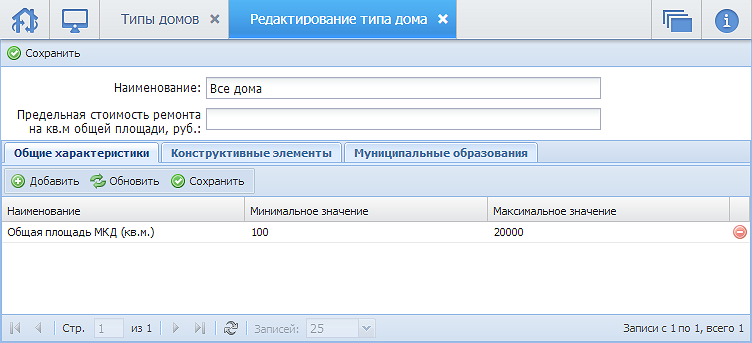 Типы домов
Редактирование типа дома
Сохранить
Наименование: Все дома
Предельная стоимость ремонта
на кв.м общей площади, руб.:
Общие характеристики Конструктивные элементы Муниципальные образования
Добавить Обновить Сохранить
Наименование Минимальное значение Максимальное значение
Общая площадь МКД (кв.м.) 100 20000
Стр. 1 из 1 Записей: 25 Записи с 1 по 1, всего 1